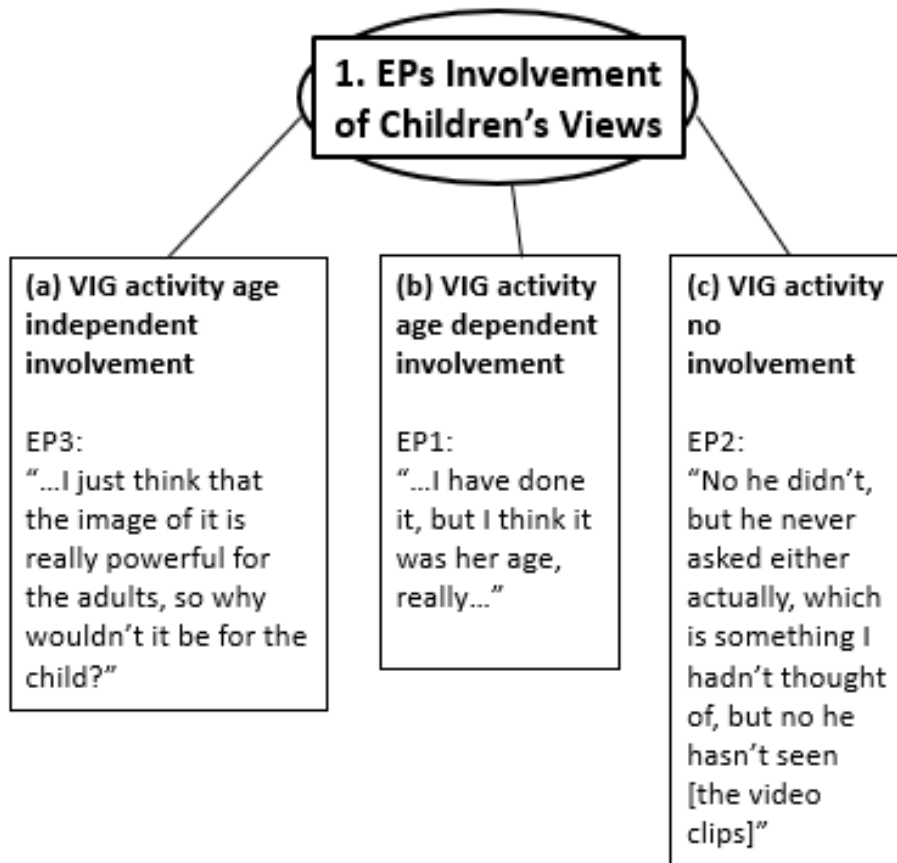 1. EPs Involvement
of Children’s Views
(a) VIG activity age
independent
involvement
EP3:
“…I just think that
the image of it is
really powerful for
the adults, so why
wouldn’t it be for the
child?”
(b) VIG activity
age dependent
involvement
EP1:
“…I have done
it, but I think it
was her age,
really…”
(c) VIG activity
no
involvement
EP2:
“No he didn’t,
but he never
asked either
actually, which
is something I
hadn’t thought
of, but no he
hasn’t seen
[the video
clips]”